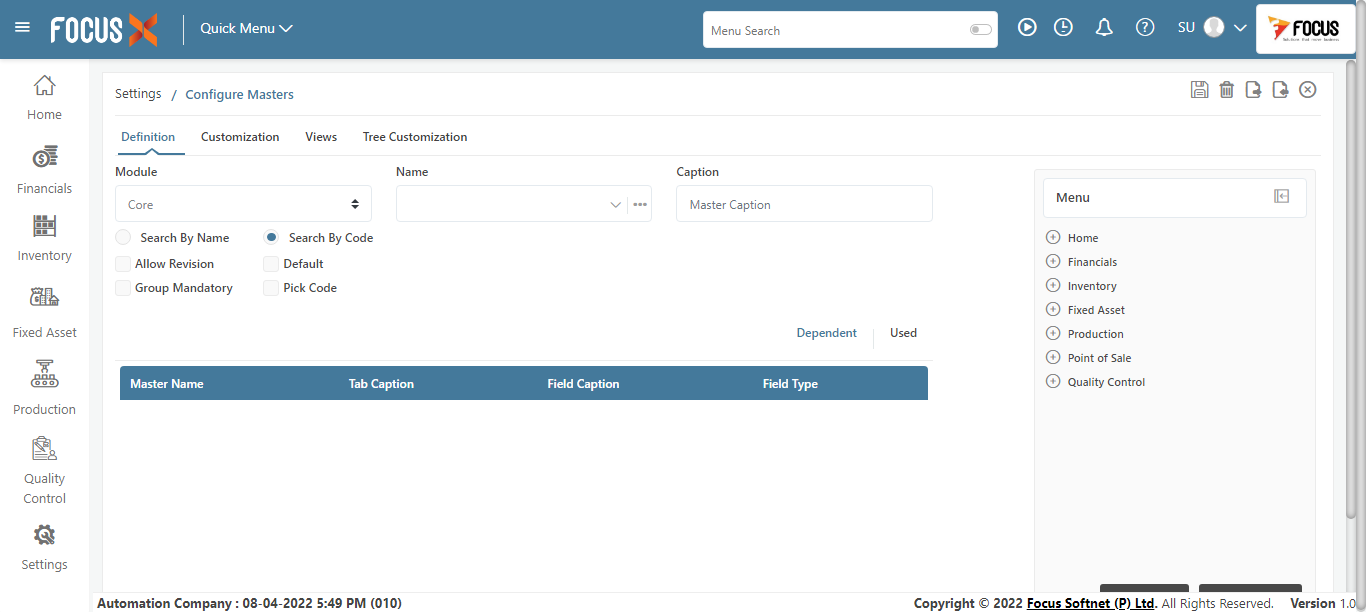 FOCUS X
Quick Menu
Menu Search
SU
FOCUS
Home
Financials
Inventory
Fixed Asset
Production
Quality
Control
Settings
Settings / Configure Masters
Definition Customization Views Tree Customization
Module Name Caption
Core Master Caption
Search By Name Search By Code
Allow Revision Default
Group Mandatory Pick Code
Dependent Used
Master Name Tab Caption Field Caption Field Type
Menu
Home
Financials
Inventory
Fixed Asset
Production
Point of Sale
Quality Control
Automation Company : 08-04-2022 5:49 PM (010)
Copyright © 2022 Focus Softnet (P) Ltd. All Rights Reserved. Version 1.0